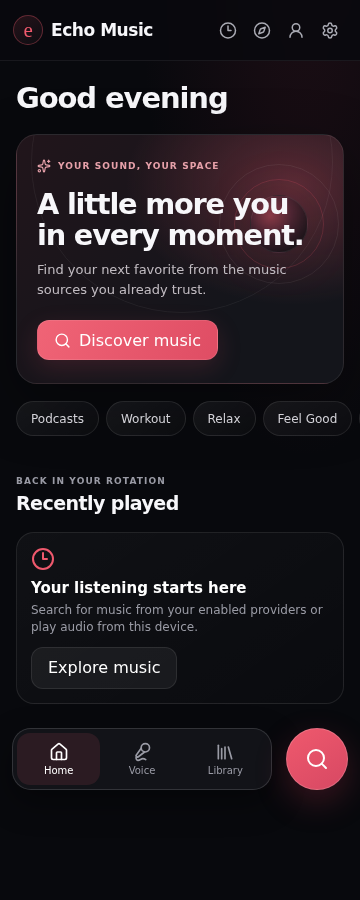 e Echo Music
Good evening
YOUR SOUND, YOUR SPACE
A little more you
in every moment.
Find your next favorite from the music
sources you already trust.
Discover music
Podcasts Workout Relax Feel Good
BACK IN YOUR ROTATION
Recently played
Your listening starts here
Search for music from your enabled providers or
play audio from this device.
Explore music
Home Voice Library